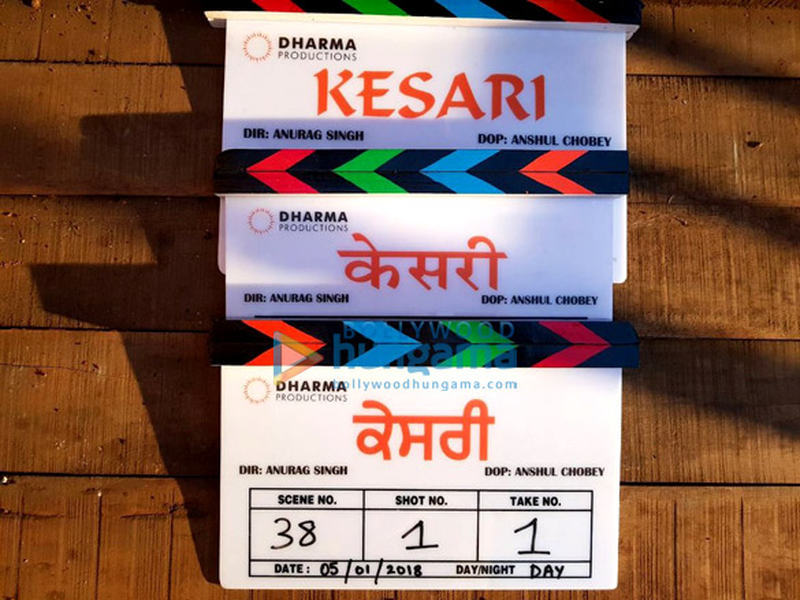 DHARMA
PRODUCTIONS
KESARI
DIR: ANURAG SINGH DOP: ANSHUL CHOBEY
DHARMA
PRODUCTIONS
केसरी
DIR: ANURAG SINGH DOP: ANSHUL CHOBEY
BOLLYWOOD
hungama
bollywoodhungama.com
DHARMA
PRODUCTIONS
ਕੇਸਰੀ
DIR: ANURAG SINGH DOP: ANSHUL CHOBEY
SCENE NO. SHOT NO. TAKE NO.
38 1 1
DATE: 05/01/2018 DAY/NIGHT DAY